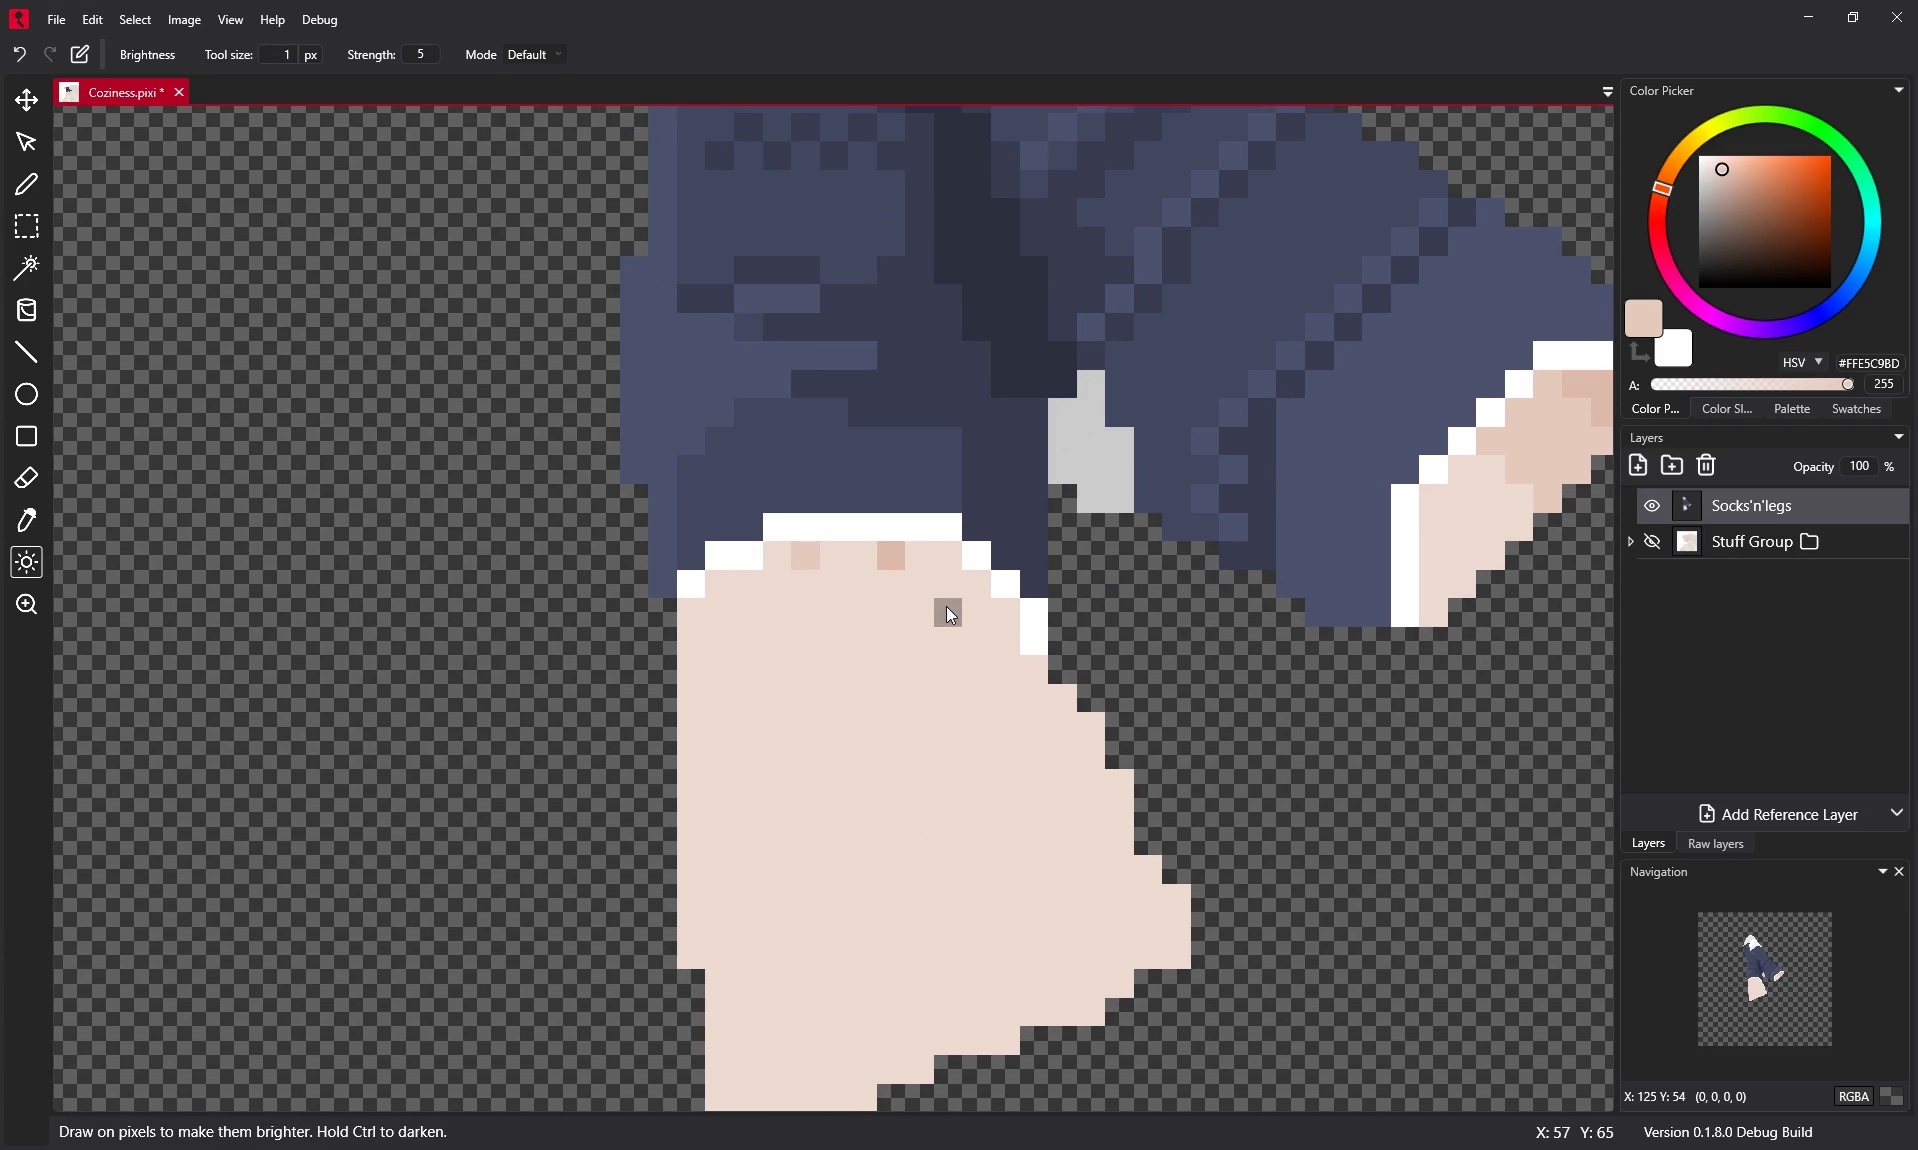 File Edit Select Image View Help Debug
Brightness Tool size: 1 px Strength: 5 Mode Default
Coziness.pixi *
Color Picker
HSV #FFE5C9BD
A: 255
Color P... Color Sl... Palette Swatches
Layers
Opacity 100 %
Socks'n'legs
Stuff Group
Add Reference Layer
Layers Raw layers
Navigation
X: 125 Y: 54 (0, 0, 0, 0) RGBA
Draw on pixels to make them brighter. Hold Ctrl to darken. X: 57 Y: 65 Version 0.1.8.0 Debug Build